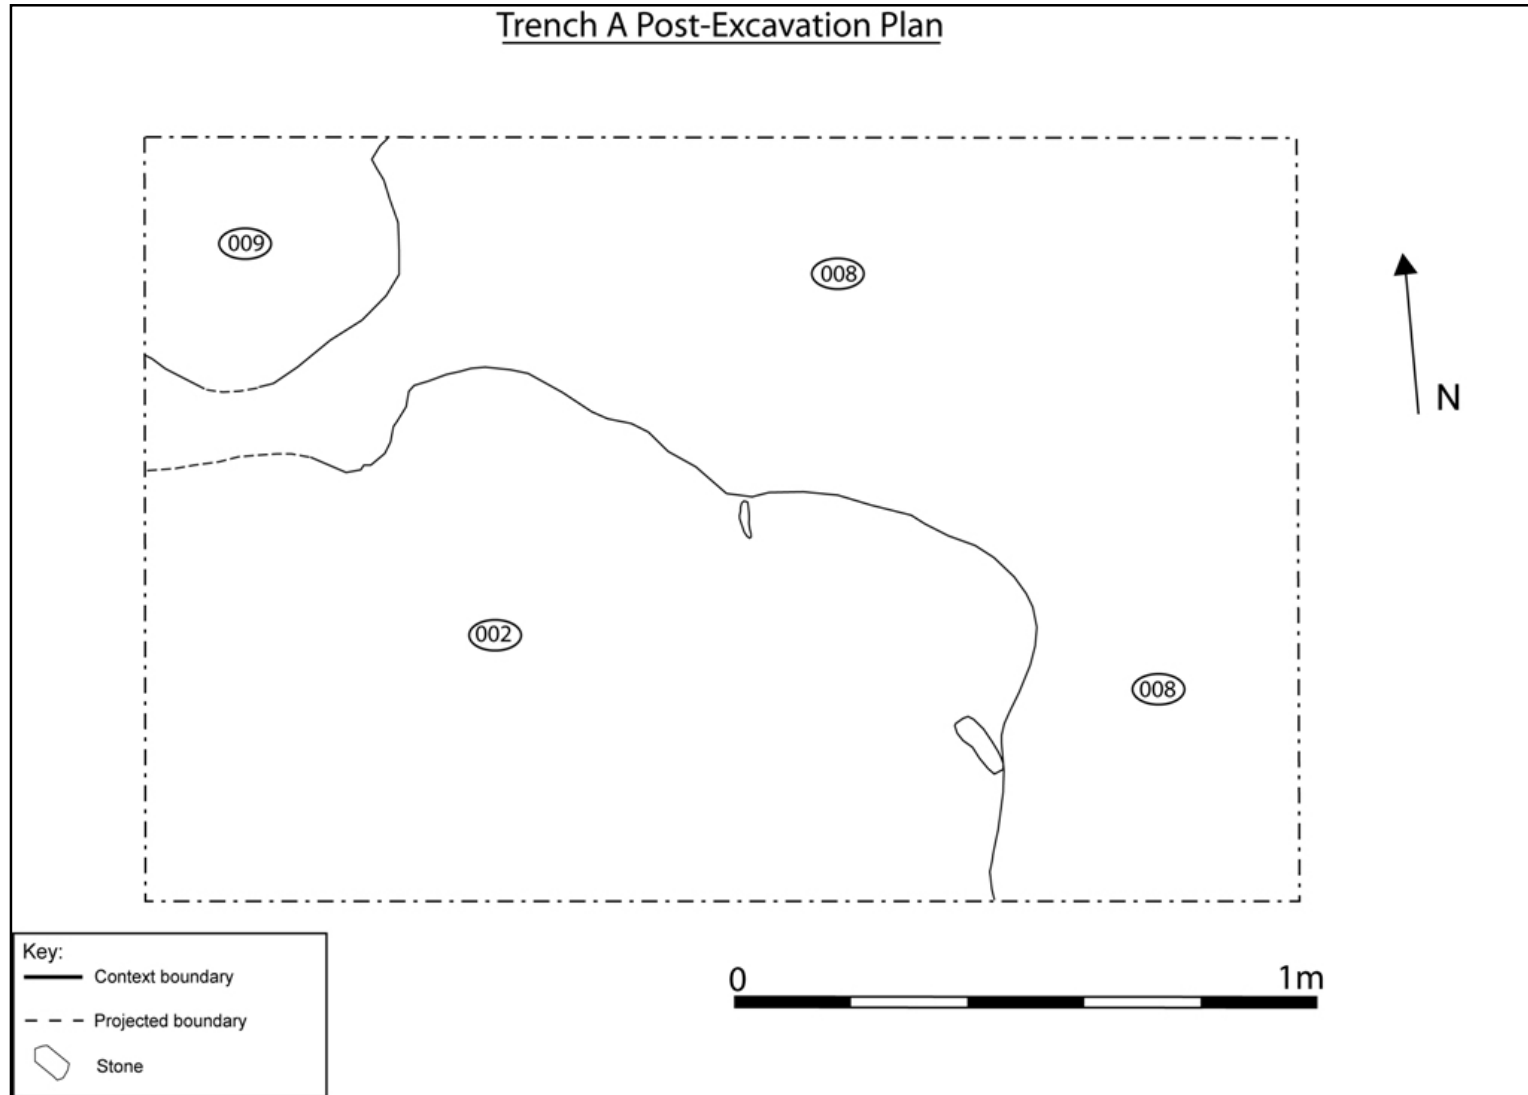 Trench A Post-Excavation Plan
009
008
N
002
008
Key:
Context boundary
Projected boundary
Stone
0 1m